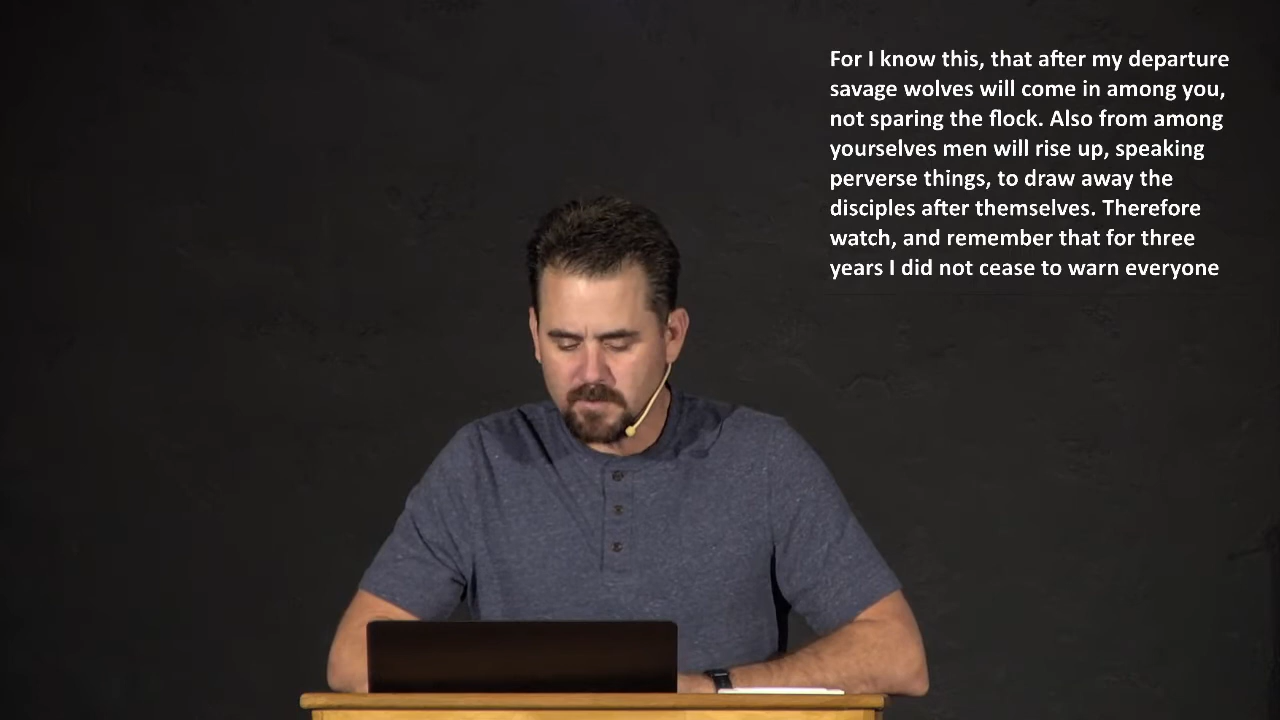 For I know this, that after my departure
savage wolves will come in among you,
not sparing the flock. Also from among
yourselves men will rise up, speaking
perverse things, to draw away the
disciples after themselves. Therefore
watch, and remember that for three
years I did not cease to warn everyone